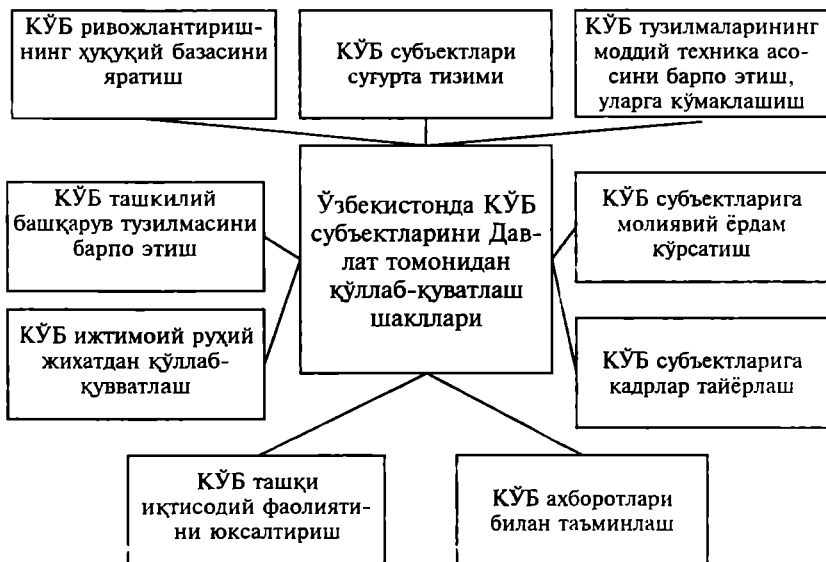 КЎБ ривожлантириш-
нинг ҳуқуқий базасини
яратиш
КЎБ субъектлари
суғурта тизими
КЎБ тузилмаларининг
моддий техника асо-
сини барпо этиш,
уларга кўмаклашиш
КЎБ ташкилий
башқарув тузилмасини
барпо этиш
Ўзбекистонда КЎБ
субъектларини Дав-
лат томонидан
қўллаб-қуватлаш
шакллари
КЎБ субъектларига
молиявий ёрдам
кўрсатиш
КЎБ ижтимоий руҳий
жихатдан қўллаб-
қувватлаш
КЎБ субъектларига
кадрлар тайёрлаш
КЎБ ташқи
иқтисодий фаолияти-
ни юксалтириш
КЎБ ахборотлари
билан таъминлаш